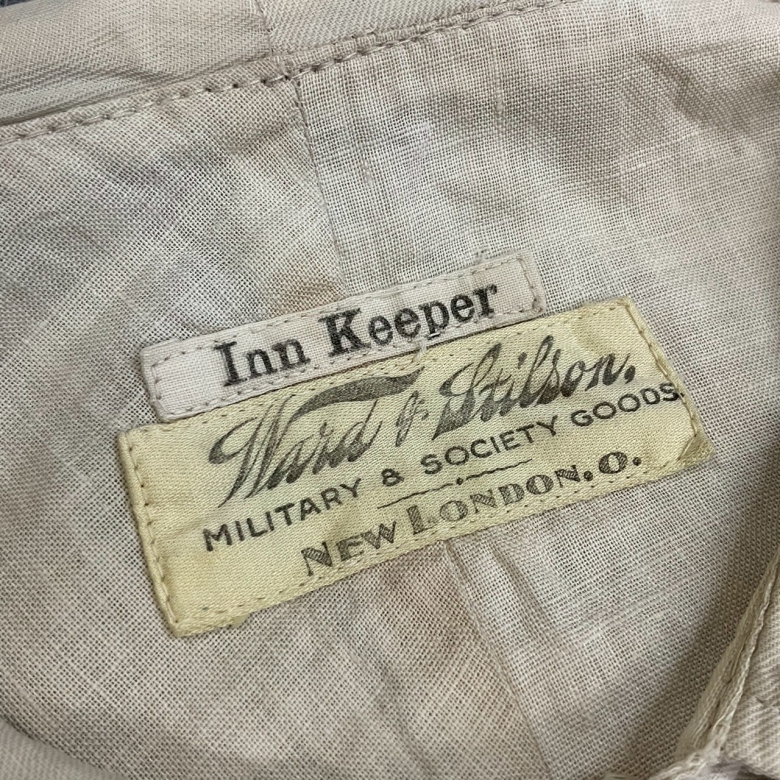 Inn Keeper
Ward & Stilson.
MILITARY & SOCIETY GOODS.
NEW LONDON. O.